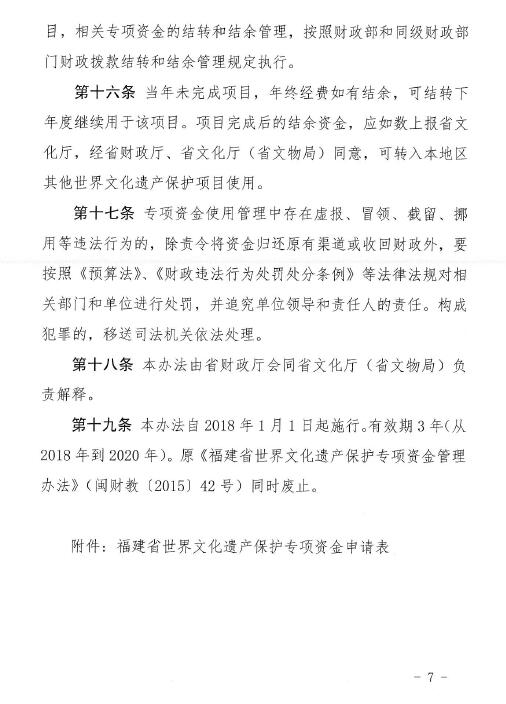 目，相关专项资金的结转和结余管理，按照财政部和同级财政部
门财政拨款结转和结余管理规定执行。
第十六条 当年未完成项目，年终经费如有结余，可结转下
年度继续用于该项目。项目完成后的结余资金，应如数上报省文
化厅，经省财政厅、省文化厅（省文物局）同意，可转入本地区
其他世界文化遗产保护项目使用。
第十七条 专项资金使用管理中存在虚报、冒领、截留、挪
用等违法行为的，除责令将资金归还原有渠道或收回财政外，要
按照《预算法》、《财政违法行为处罚处分条例》等法律法规对相
关部门和单位进行处罚，并追究单位领导和责任人的责任。构成
犯罪的，移送司法机关依法处理。
第十八条 本办法由省财政厅会同省文化厅（省文物局）负
责解释。
第十九条 本办法自 2018 年 1 月 1 日起施行。有效期 3 年（从
2018 年到 2020 年）。原《福建省世界文化遗产保护专项资金管理
办法》（闽财教〔2015〕42 号）同时废止。
附件：福建省世界文化遗产保护专项资金申请表
- 7 -